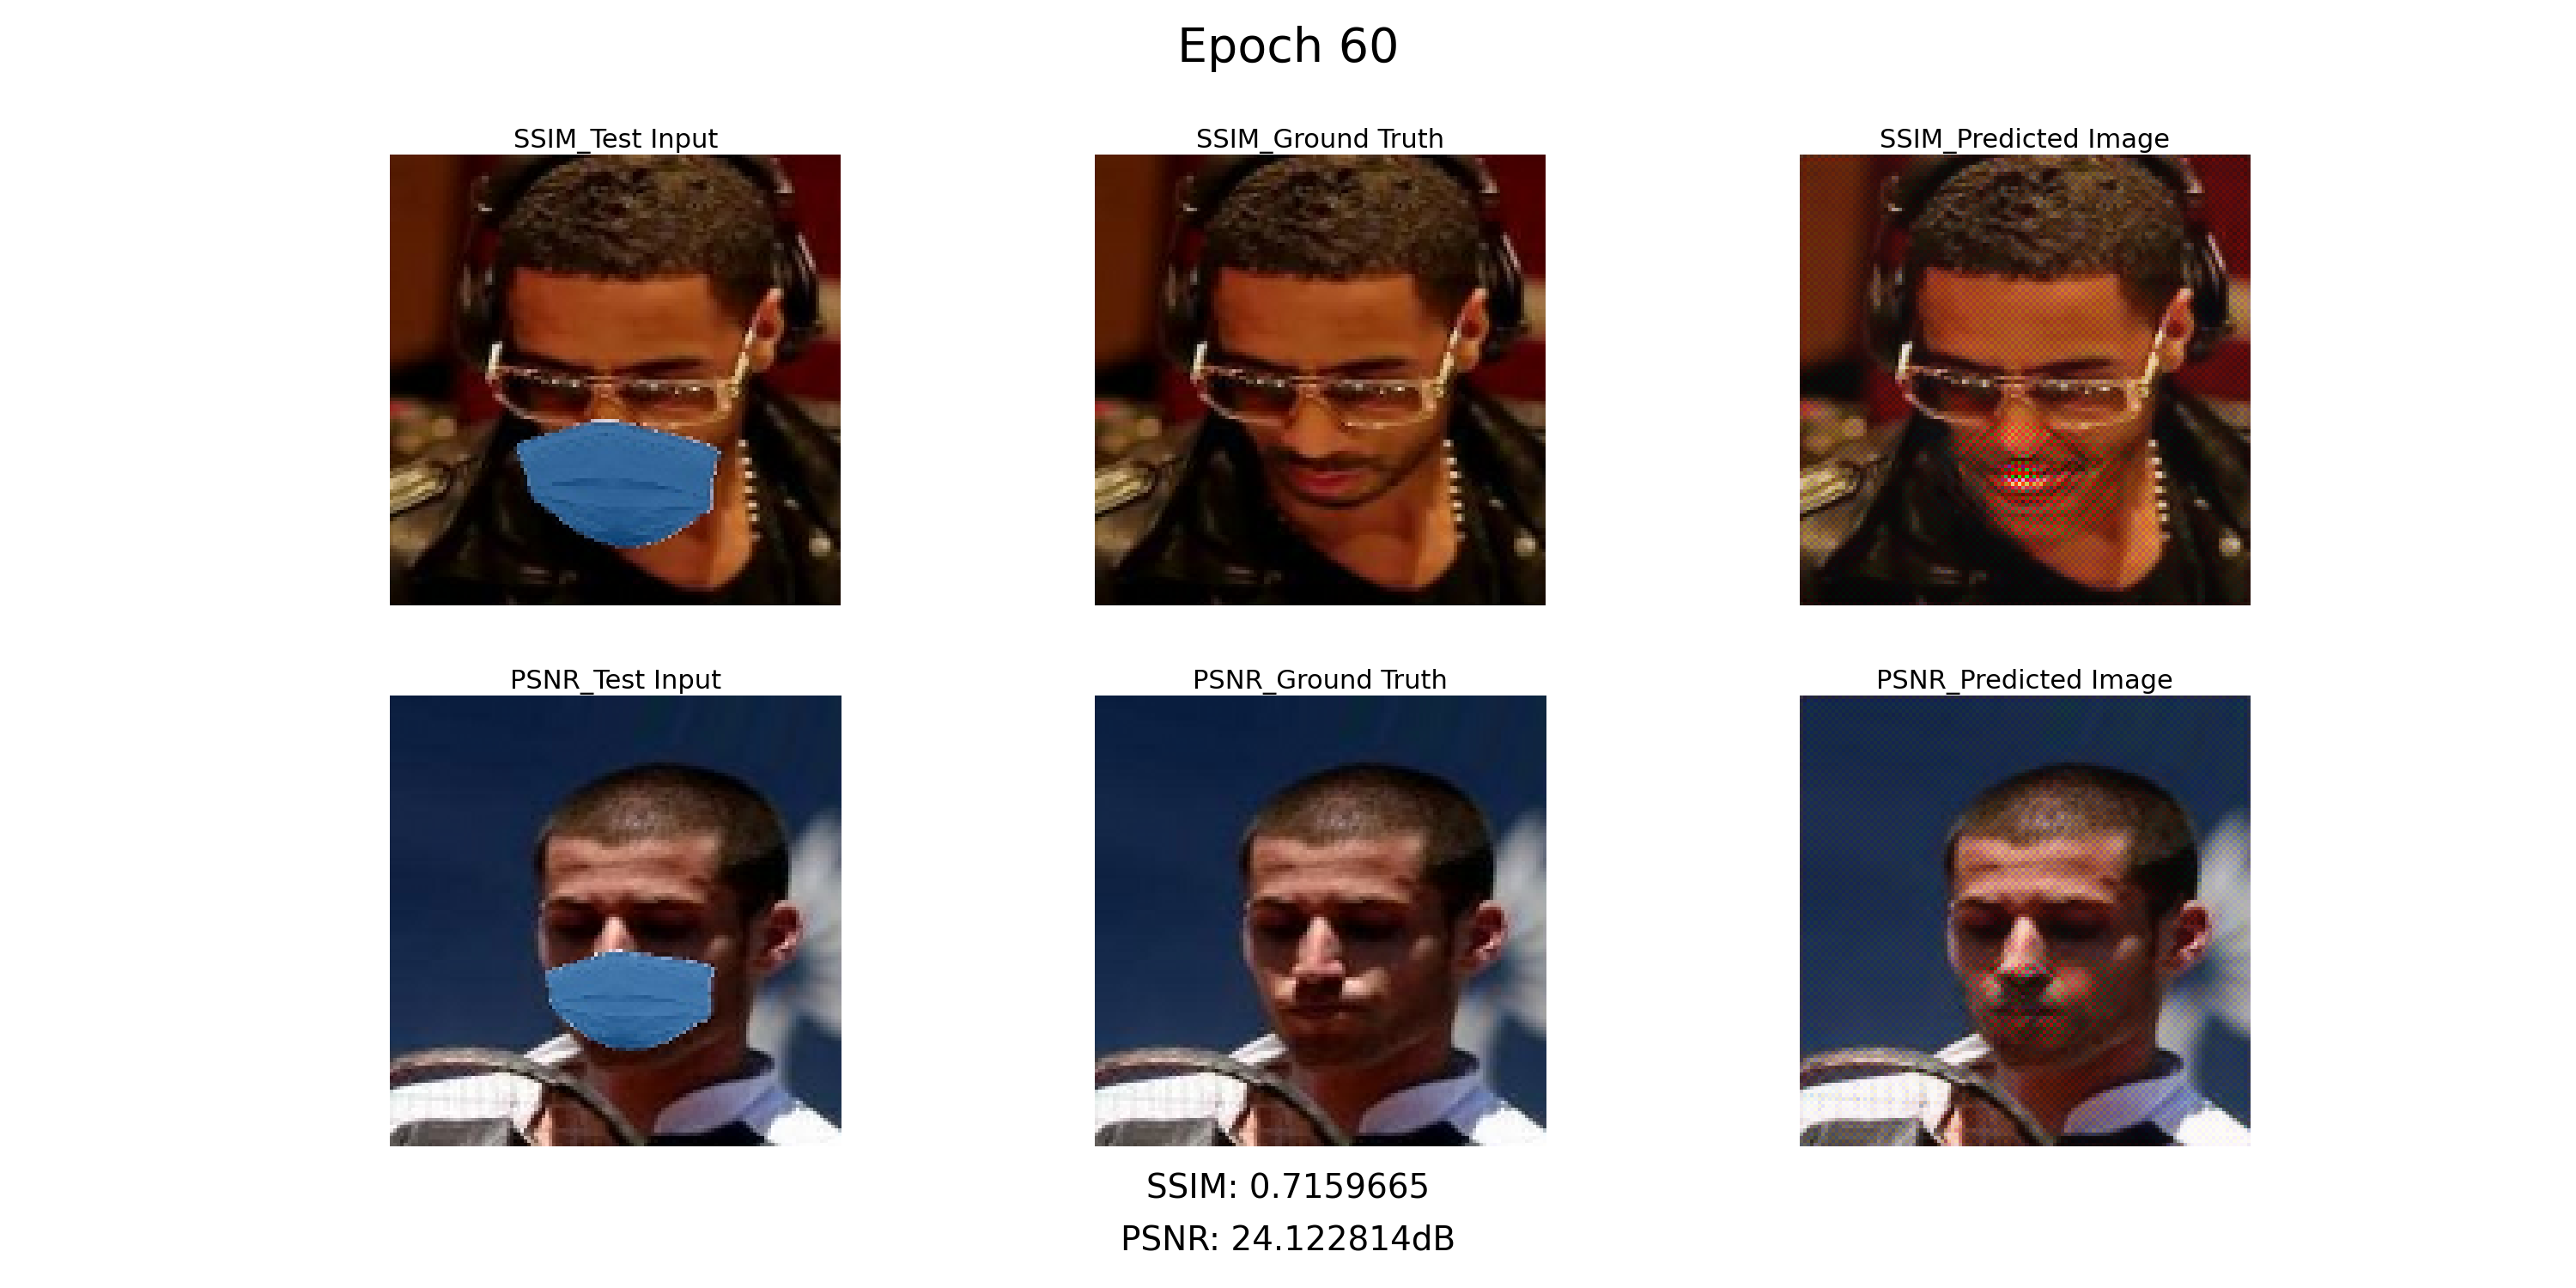 Epoch 60
SSIM_Test Input
SSIM_Ground Truth
SSIM_Predicted Image
PSNR_Test Input
PSNR_Ground Truth
PSNR_Predicted Image
SSIM: 0.7159665
PSNR: 24.122814dB